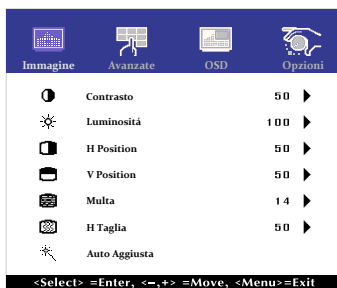 Immagine Avanzate OSD Opzioni
Contrasto 50
Luminositá 100
H Position 50
V Position 50
Multa 14
H Taglia 50
Auto Aggiusta
<Select> =Enter, <–,+> =Move, <Menu>=Exit